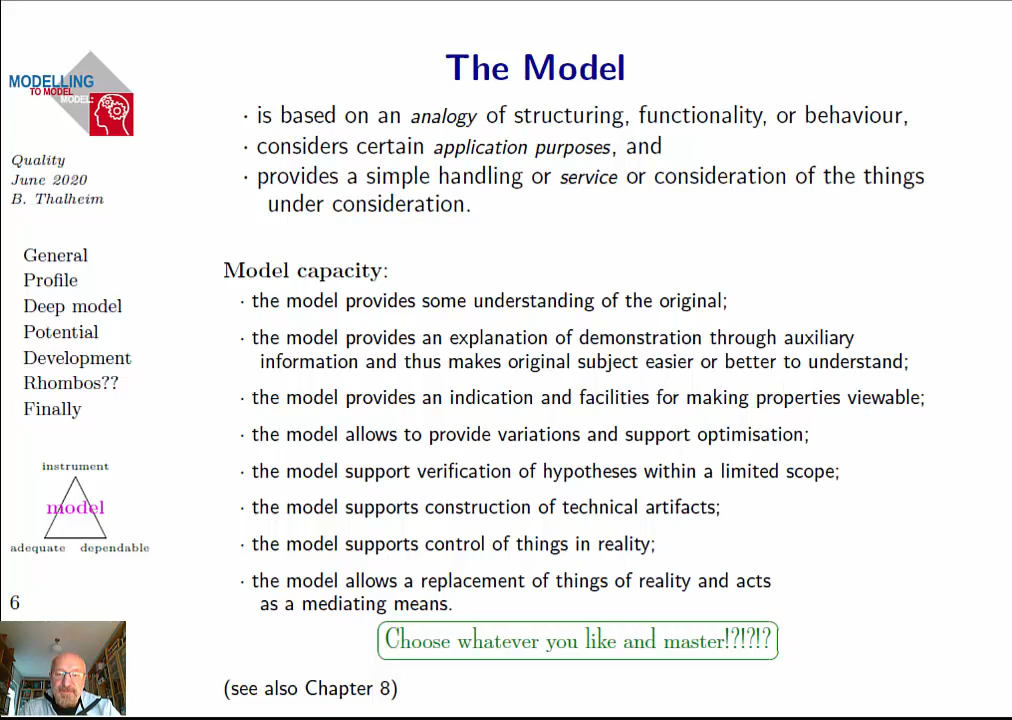 The Model
MODELLING
TO MODEL
MODEL:
Quality
June 2020
B. Thalheim
General
Profile
Deep model
Potential
Development
Rhombos??
Finally
instrument
model
adequate dependable
6
· is based on an analogy of structuring, functionality, or behaviour,
· considers certain application purposes, and
· provides a simple handling or service or consideration of the things
under consideration.
Model capacity:
· the model provides some understanding of the original;
· the model provides an explanation of demonstration through auxiliary
information and thus makes original subject easier or better to understand;
· the model provides an indication and facilities for making properties viewable;
· the model allows to provide variations and support optimisation;
· the model support verification of hypotheses within a limited scope;
· the model supports construction of technical artifacts;
· the model supports control of things in reality;
· the model allows a replacement of things of reality and acts
as a mediating means.
Choose whatever you like and master!?!?!?
(see also Chapter 8)